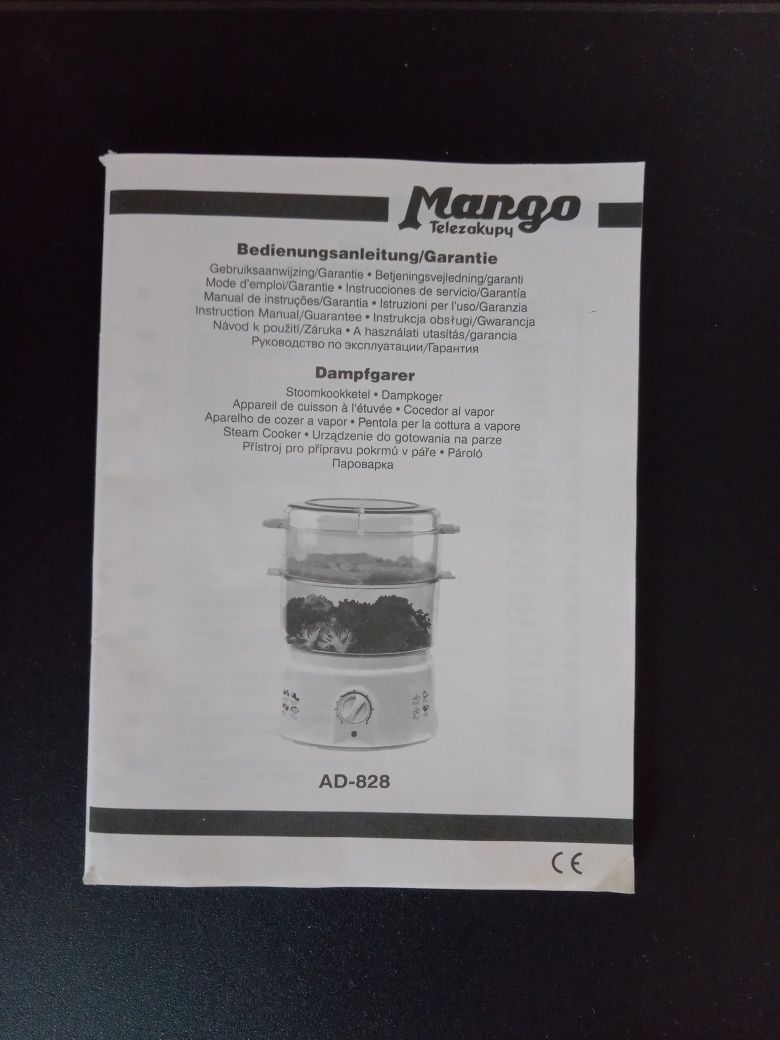 Mango
Telezakupy
Bedienungsanleitung/Garantie
Gebruiksaanwijzing/Garantie • Betjeningsvejledning/garanti
Mode d'emploi/Garantie • Instrucciones de servicio/Garantía
Manual de instruções/Garantia • Istruzioni per l'uso/Garanzia
Instruction Manual/Guarantee • Instrukcja obsługi/Gwarancja
Návod k použití/Záruka • A használati utasítás/garancia
Руководство по эксплуатации/Гарантия
Dampfgarer
Stoomkookketel • Dampkoger
Appareil de cuisson à l'étuvée • Cocedor al vapor
Aparelho de cozer a vapor • Pentola per la cottura a vapore
Steam Cooker • Urządzenie do gotowania na parze
Přístroj pro přípravu pokrmů v páře • Pároló
Пароварка
AD-828
CE